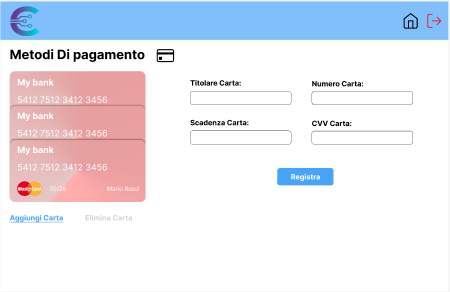 Metodi Di pagamento
My bank
5412 7512 3412 3456
My bank
5412 7512 3412 3456
My bank
5412 7512 3412 3456
MasterCard 09/25 Mario Rossi
Aggiungi Carta Elimina Carta
Titolare Carta: Numero Carta:
Scadenza Carta: CVV Carta:
Registra